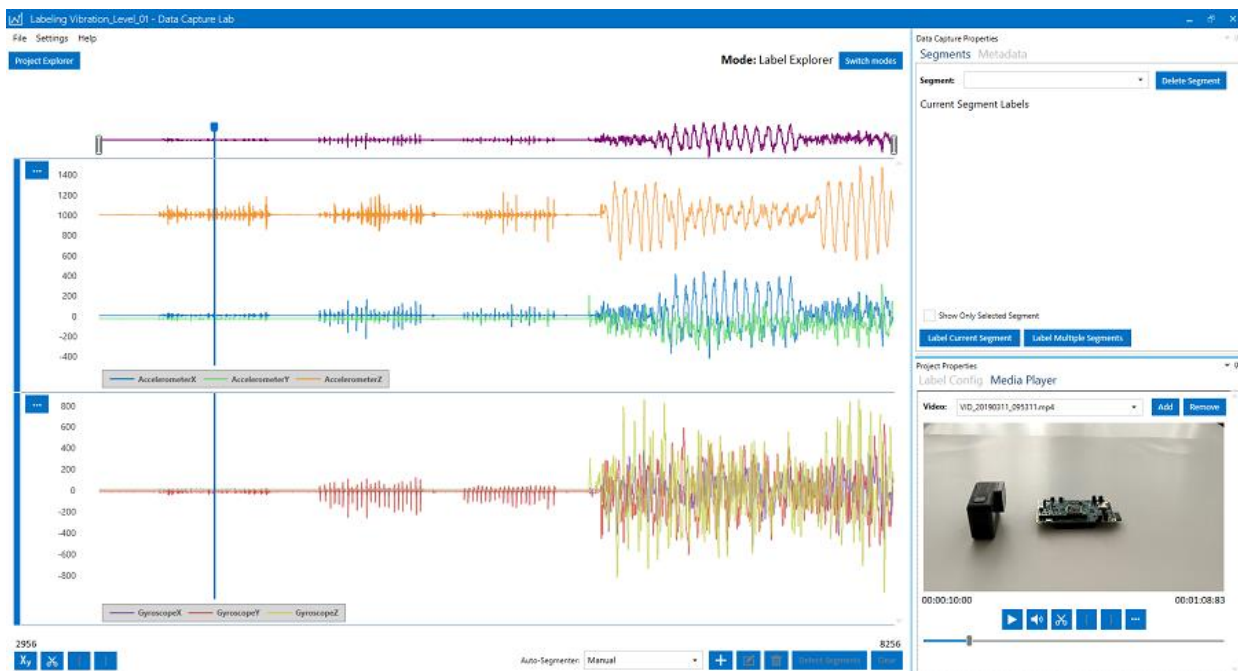 Labeling Vibration_Level_01 - Data Capture Lab
File Settings Help
Project Explorer
Mode: Label Explorer Switch modes
...
1400
1200
1000
800
600
400
200
0
-200
-400
AccelerometerX AccelerometerY AccelerometerZ
...
800
600
400
200
0
-200
-400
-600
-800
GyroscopeX GyroscopeY GyroscopeZ
2956 8256
Xy
Auto-Segmenter: Manual
Detect Segments Clear
Data Capture Properties
Segments Metadata
Segment: Delete Segment
Current Segment Labels
Show Only Selected Segment
Label Current Segment Label Multiple Segments
Project Properties
Label Config Media Player
Video: VID_20190311_095311.mp4 Add Remove
00:00:10:00 00:01:08:83
...